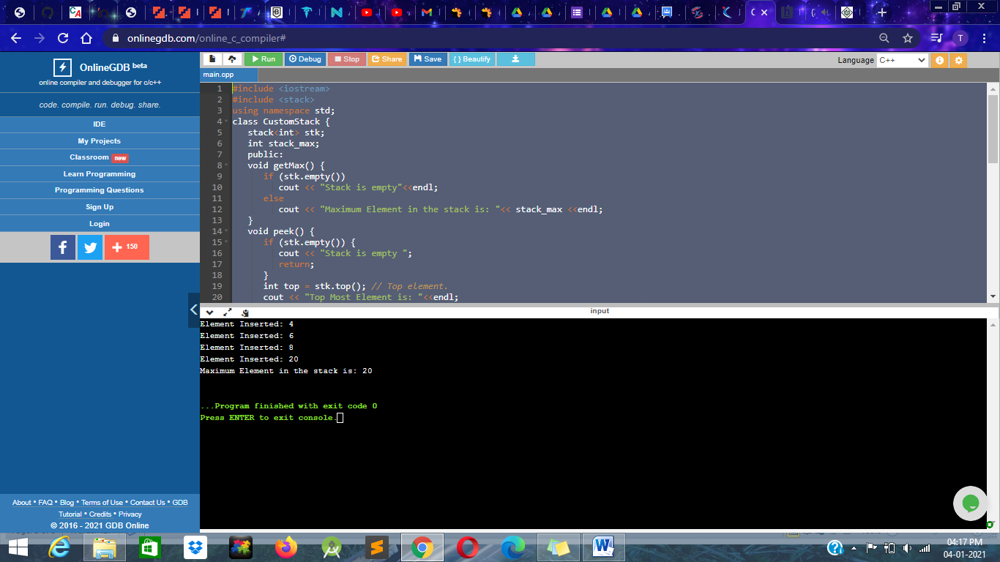 onlinegdb.com/online_c_compiler#
T
OnlineGDB beta
online compiler and debugger for c/c++
code. compile. run. debug. share.
IDE
My Projects
Classroom new
Learn Programming
Programming Questions
Sign Up
Login
150
Run Debug Stop Share Save { } Beautify
Language C++
main.cpp
1 #include <iostream>
2 #include <stack>
3 using namespace std;
4 class CustomStack {
5 stack<int> stk;
6 int stack_max;
7 public:
8 void getMax() {
9 if (stk.empty())
10 cout << "Stack is empty"<<endl;
11 else
12 cout << "Maximum Element in the stack is: "<< stack_max <<endl;
13 }
14 void peek() {
15 if (stk.empty()) {
16 cout << "Stack is empty ";
17 return;
18 }
19 int top = stk.top(); // Top element.
20 cout << "Top Most Element is: "<<endl;
input
Element Inserted: 4
Element Inserted: 6
Element Inserted: 8
Element Inserted: 20
Maximum Element in the stack is: 20
...Program finished with exit code 0
Press ENTER to exit console.
About • FAQ • Blog • Terms of Use • Contact Us • GDB
Tutorial • Credits • Privacy
© 2016 - 2021 GDB Online
04:17 PM
04-01-2021